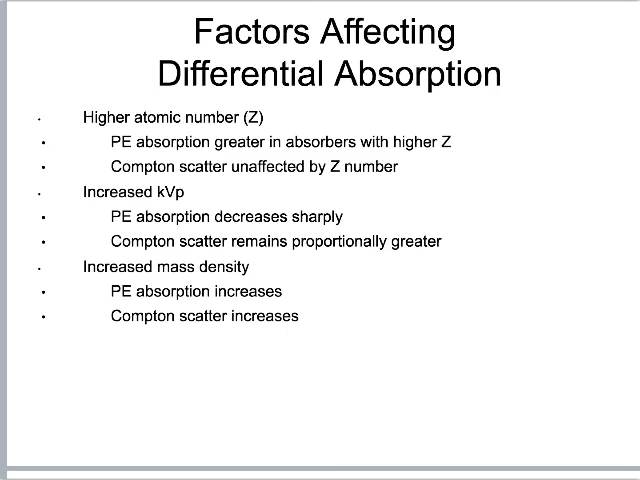 Factors Affecting
Differential Absorption
• Higher atomic number (Z)
• PE absorption greater in absorbers with higher Z
• Compton scatter unaffected by Z number
• Increased kVp
• PE absorption decreases sharply
• Compton scatter remains proportionally greater
• Increased mass density
• PE absorption increases
• Compton scatter increases